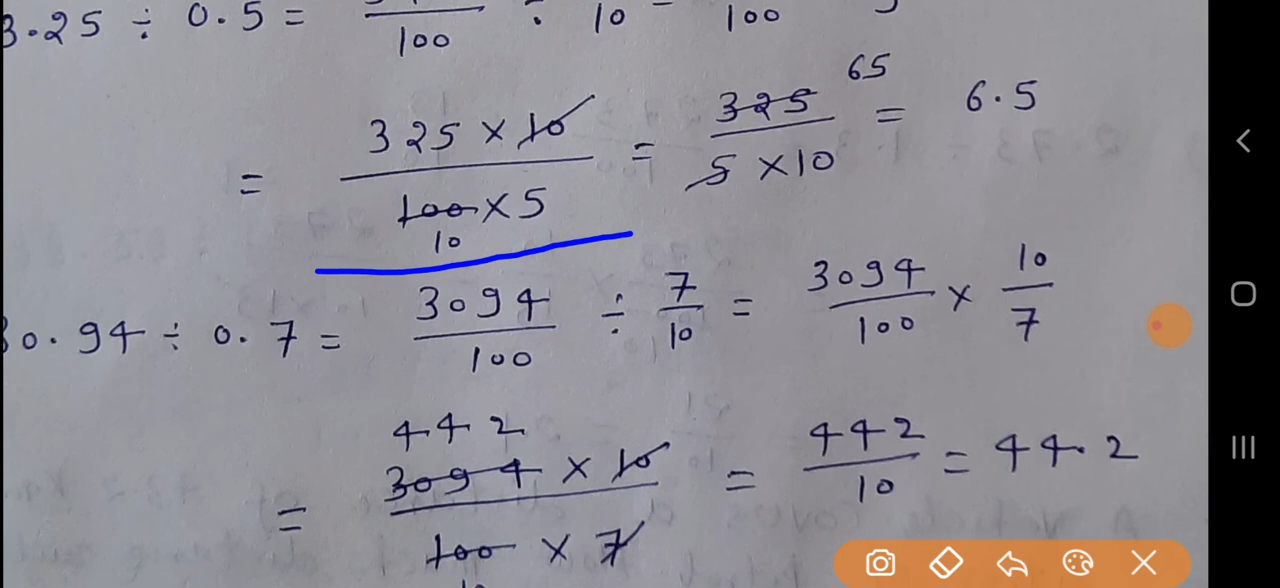 3.25 ÷ 0.5 = /100 ÷ /10 = /100
= 325 × 10 / 100 × 5 = 325 / 5 × 10 = 6.5
10 65
30.94 ÷ 0.7 = 3094/100 ÷ 7/10 = 3094/100 × 10/7
442
= 3094 × 10 / 100 × 7 = 442/10 = 44.2
10